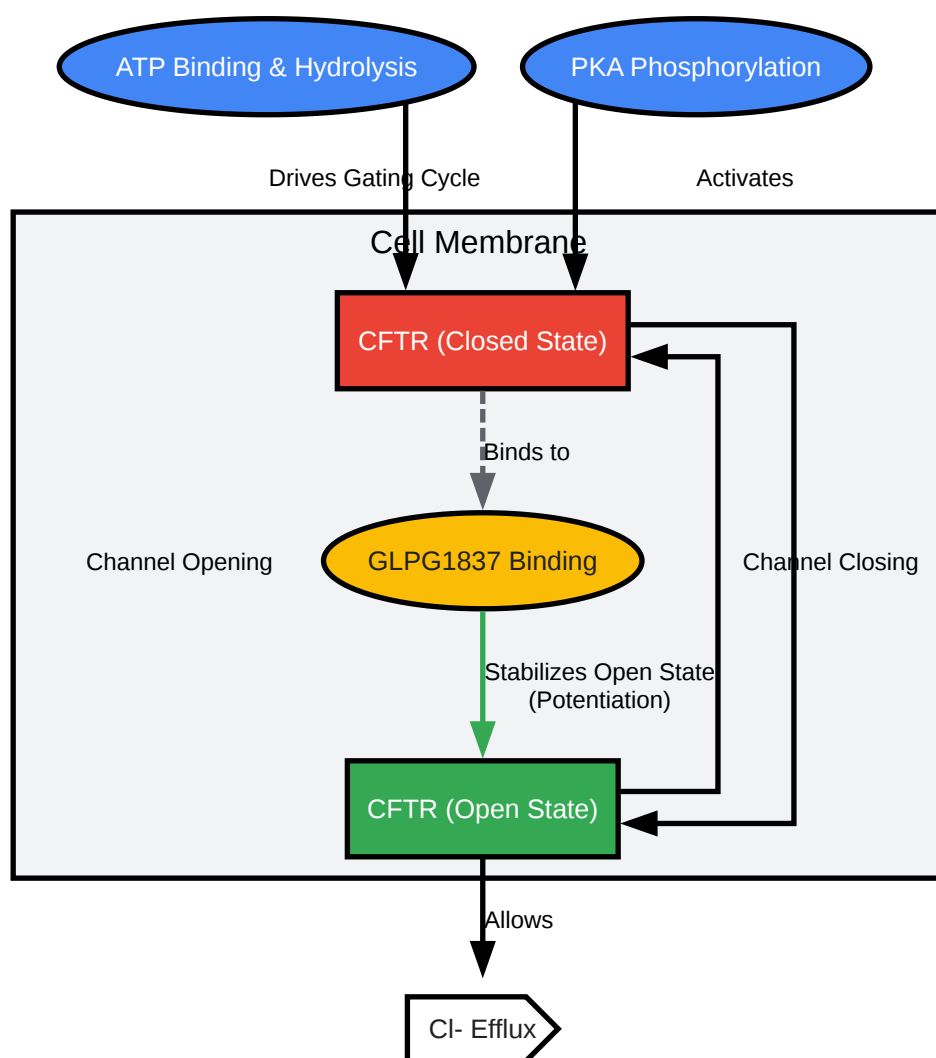 ATP Binding & Hydrolysis
PKA Phosphorylation
Drives Gating Cycle
Activates
Cell Membrane
CFTR (Closed State)
Binds to
GLPG1837 Binding
Channel Opening
Channel Closing
Stabilizes Open State
(Potentiation)
CFTR (Open State)
Allows
Cl- Efflux